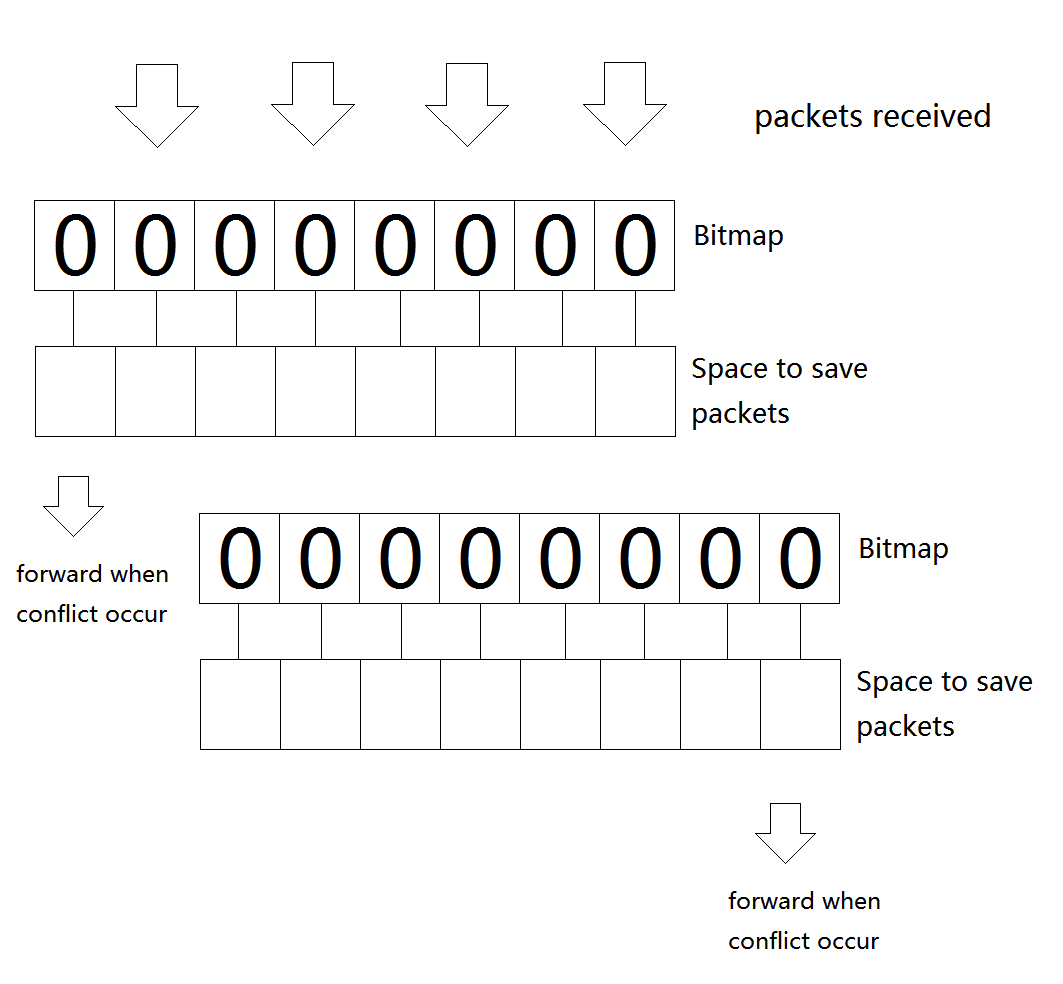 packets received
0 0 0 0 0 0 0 0
Bitmap
Space to save
packets
forward when
conflict occur
0 0 0 0 0 0 0 0
Bitmap
Space to save
packets
forward when
conflict occur